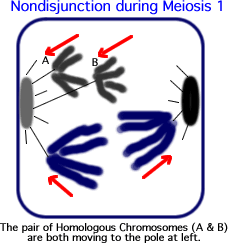 Nondisjunction during Meiosis 1
A
B
The pair of Homologous Chromosomes (A & B)
are both moving to the pole at left.